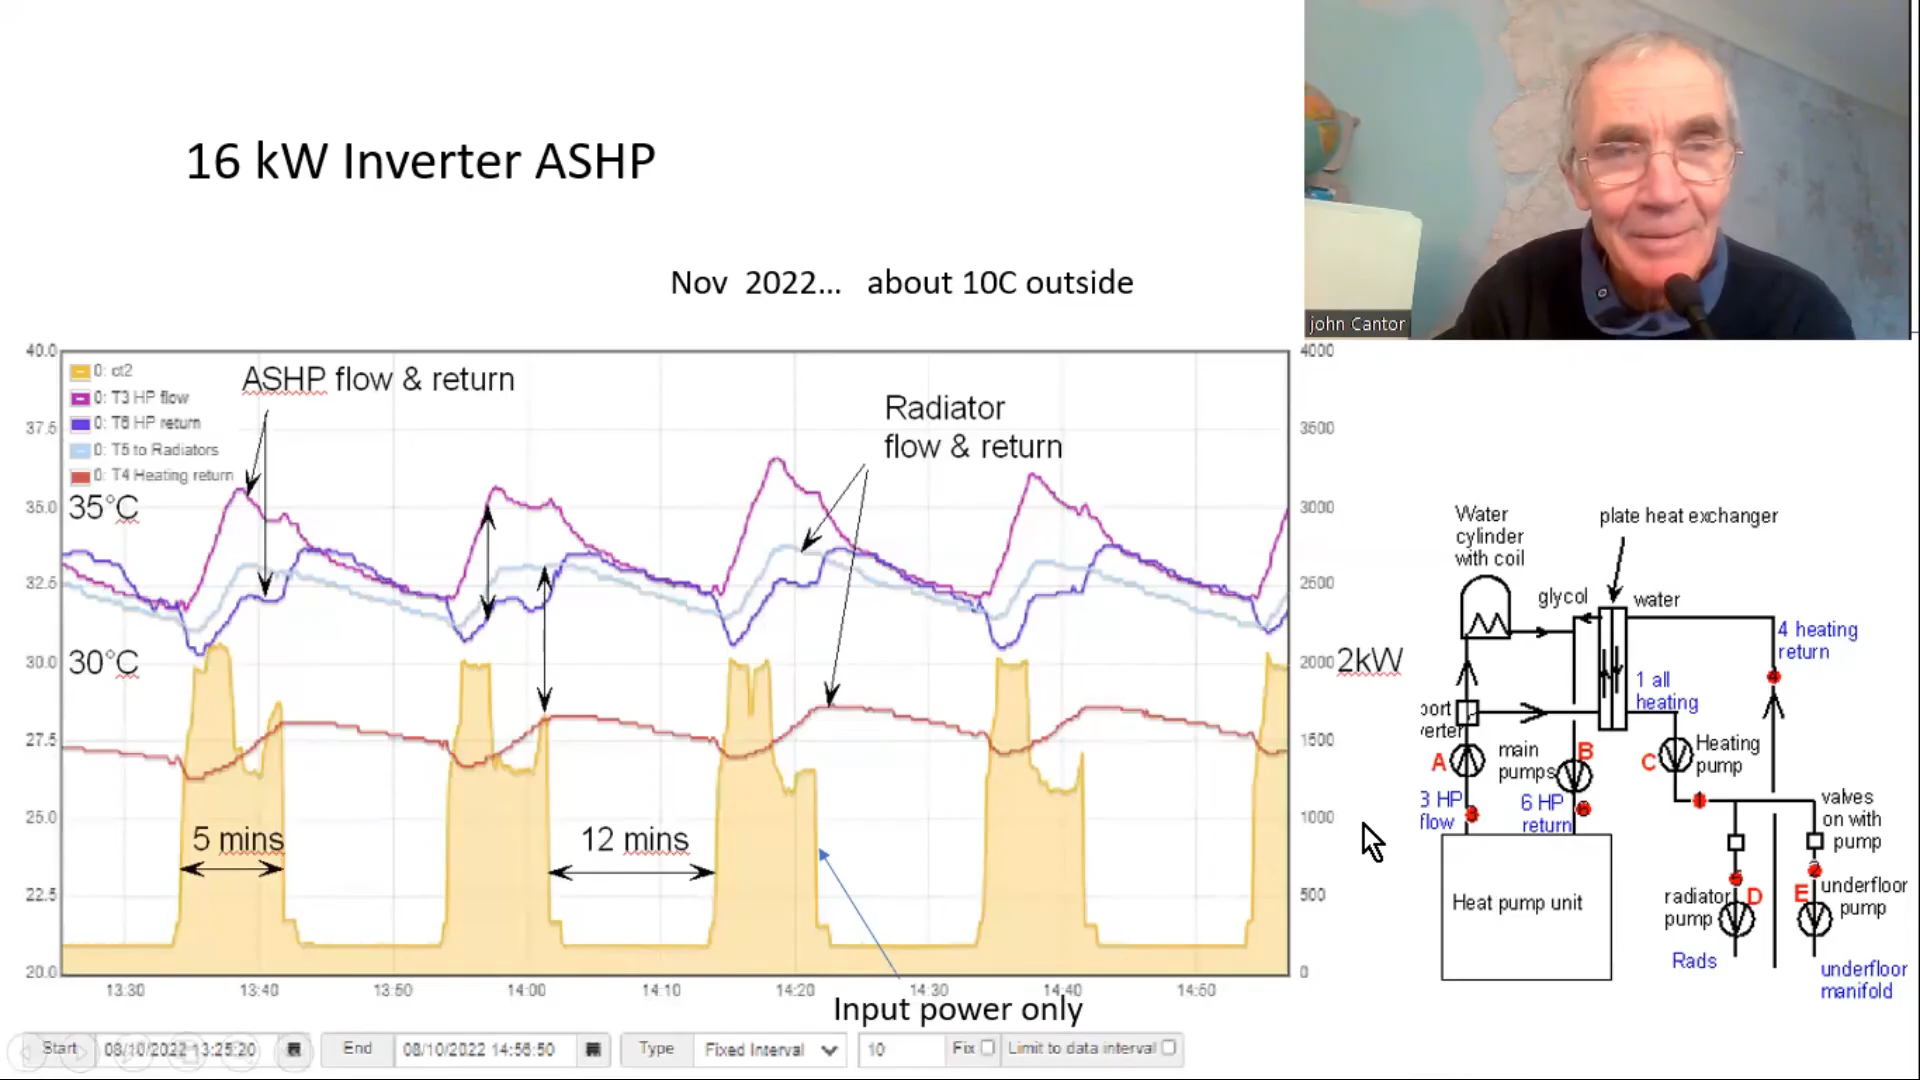 16 kW Inverter ASHP
Nov 2022... about 10C outside
john Cantor
40.0
37.5
35.0
32.5
30.0
27.5
25.0
22.5
20.0
0: ct2
0: T3 HP flow
0: T6 HP return
0: T5 to Radiators
0: T4 Heating return
35°C
30°C
ASHP flow & return
Radiator
flow & return
5 mins
12 mins
4000
3500
3000
2500
2000
1500
1000
500
0
2kW
13:30
13:40
13:50
14:00
14:10
14:20
14:30
14:40
14:50
Input power only
Start
08/10/2022 13:25:20
End
08/10/2022 14:56:50
Type
Fixed Interval
10
Fix
Limit to data interval
Water
cylinder
with coil
plate heat exchanger
glycol
water
4 heating
return
1 all
heating
port
verter
A
main
pumps
B
C
Heating
pump
3 HP
flow
6 HP
return
valves
on with
pump
Heat pump unit
radiator
pump
D
E
underfloor
pump
Rads
underfloor
manifold